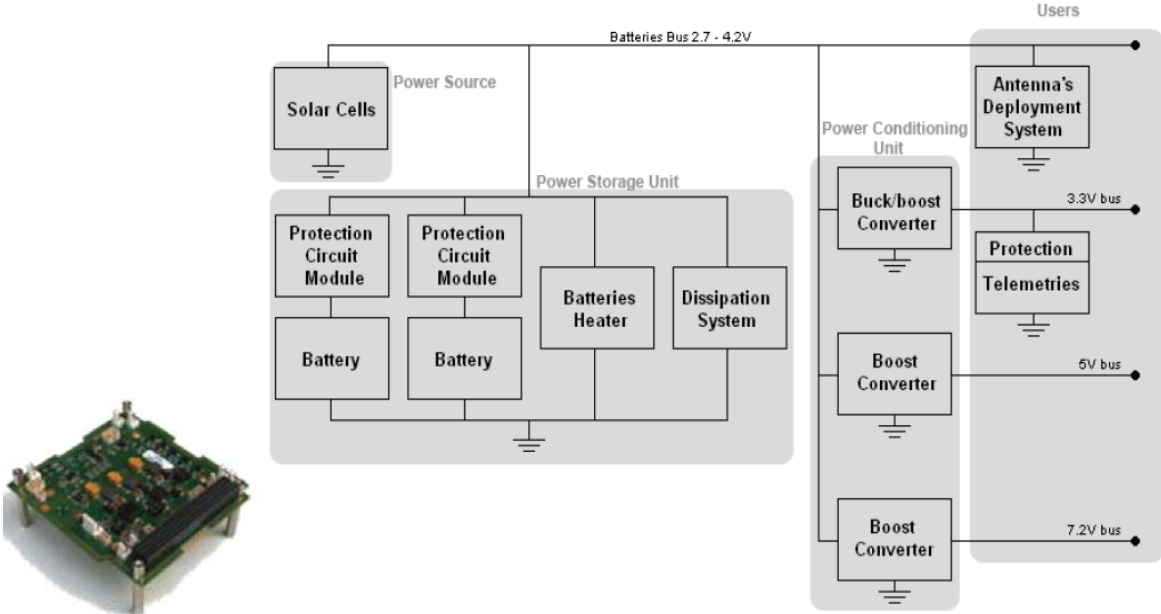 Users
Batteries Bus 2.7 - 4.2V
Power Source
Solar Cells
Antenna's
Deployment
System
Power Conditioning
Unit
Power Storage Unit
Buck/boost
Converter
3.3V bus
Protection
Circuit
Module
Protection
Circuit
Module
Protection
Telemetries
Batteries
Heater
Dissipation
System
Battery
Battery
Boost
Converter
5V bus
Boost
Converter
7.2V bus